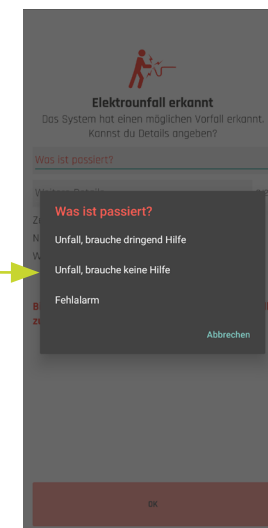 Elektrounfall erkannt
Das System hat einen möglichen Vorfall erkannt.
Kannst du Details angeben?
Was ist passiert?
Was ist passiert?
Unfall, brauche dringend Hilfe
Unfall, brauche keine Hilfe
Fehlalarm
Abbrechen
OK